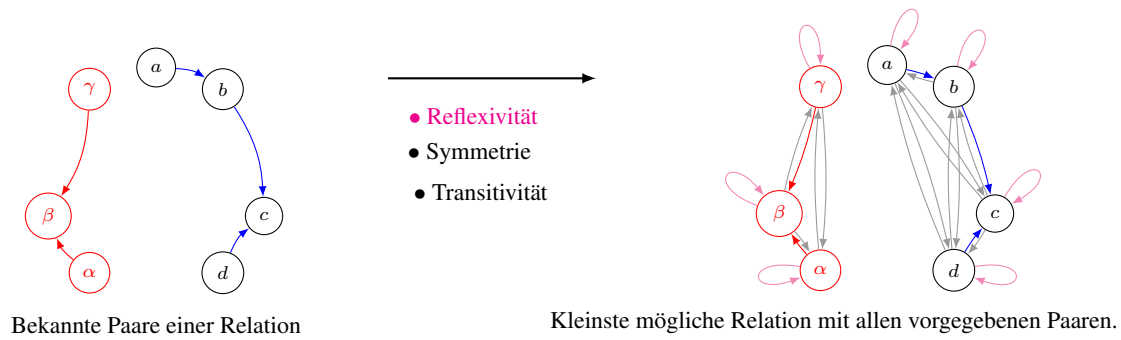 γ
a
b
β
c
α
d
Bekannte Paare einer Relation
• Reflexivität
• Symmetrie
• Transitivität
γ
a
b
β
c
α
d
Kleinste mögliche Relation mit allen vorgegebenen Paaren.